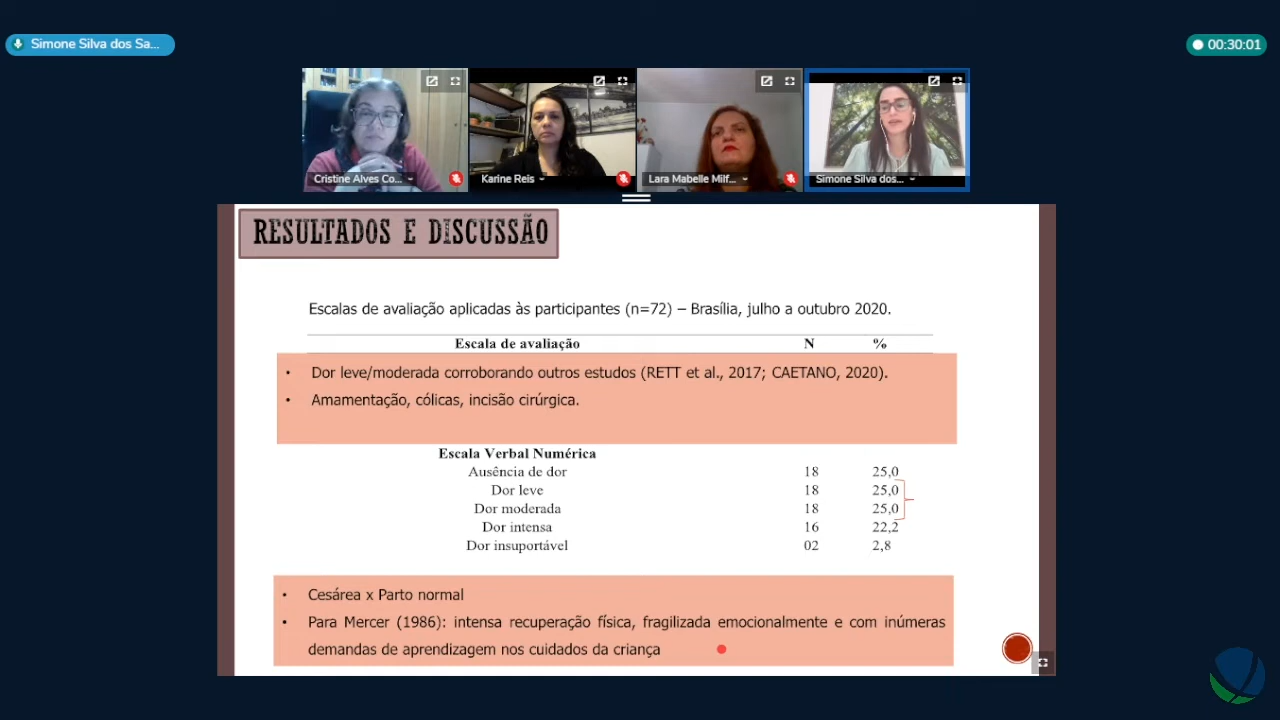 Simone Silva dos Sa...
00:30:01
Cristine Alves Co...
Karine Reis
Lara Mabelle Milf...
Simone Silva dos...
RESULTADOS E DISCUSSÃO
Escalas de avaliação aplicadas às participantes (n=72) – Brasília, julho a outubro 2020.
Escala de avaliação N %
• Dor leve/moderada corroborando outros estudos (RETT et al., 2017; CAETANO, 2020).
• Amamentação, cólicas, incisão cirúrgica.
Escala Verbal Numérica
Ausência de dor 18 25,0
Dor leve 18 25,0
Dor moderada 18 25,0
Dor intensa 16 22,2
Dor insuportável 02 2,8
• Cesárea x Parto normal
• Para Mercer (1986): intensa recuperação física, fragilizada emocionalmente e com inúmeras
demandas de aprendizagem nos cuidados da criança